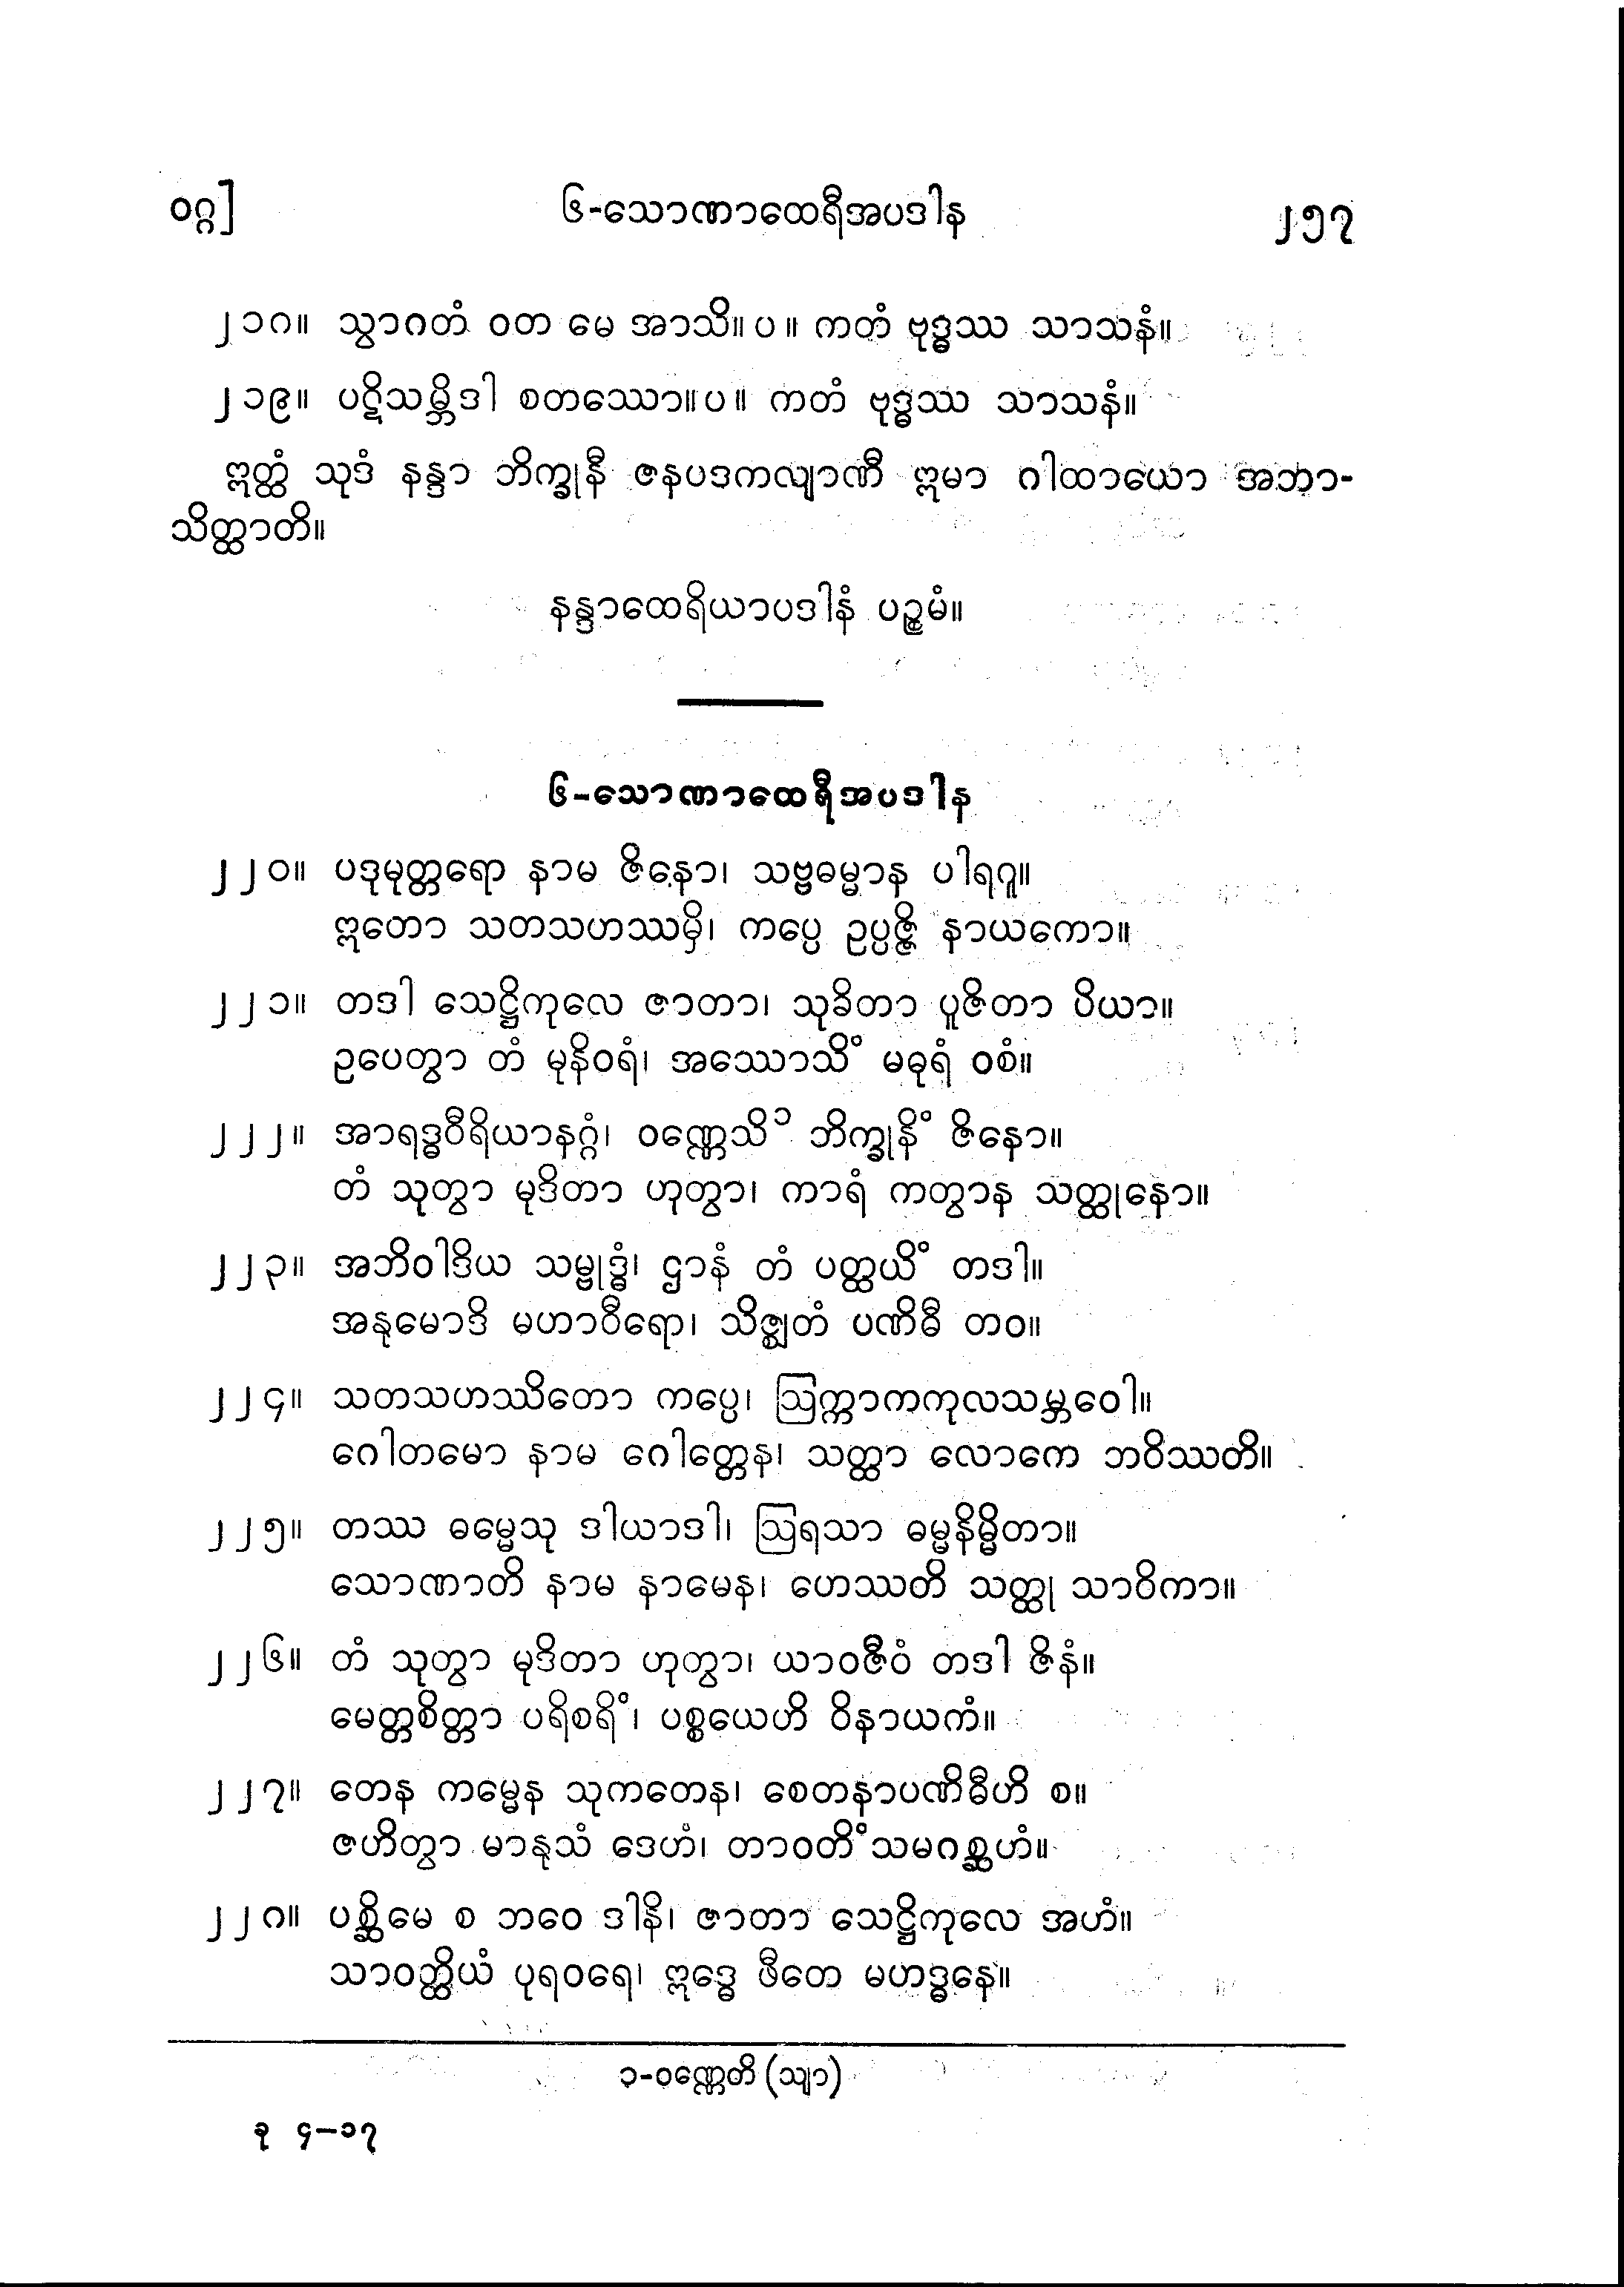 ဝဂ္ဂ]
၆-သောဏာထေရီအပဒါန
၂၅၇
၂၁၈။ သွာဂတံ ဝတ မေ အာသိ။ပ။ ကတံ ဗုဒ္ဓဿ သာသနံ။
၂၁၉။ ပဋိသမ္ဘိဒါ စတဿော။ပ။ ကတံ ဗုဒ္ဓဿ သာသနံ။
ဣတ္ထံ သုဒံ နန္ဒာ ဘိက္ခုနီ ဇနပဒကလျာဏီ ဣမာ ဂါထာယော အဘာ-
သိတ္ထာတိ။
နန္ဒာထေရိယာပဒါနံ ပဉ္စမံ။
၆-သောဏာထေရီအပဒါန
၂၂၀။ ပဒုမုတ္တရော နာမ ဇိနော၊ သဗ္ဗဓမ္မာန ပါရဂူ။
ဣတော သတသဟဿမှိ၊ ကပ္ပေ ဥပ္ပဇ္ဇိ နာယကော။
၂၂၁။ တဒါ သေဋ္ဌိကုလေ ဇာတာ၊ သုခိတာ ပူဇိတာ ပိယာ။
ဥပေတွာ တံ မုနိဝရံ၊ အဿောသိံ မဓုရံ ဝစံ။
၂၂၂။ အာရဒ္ဓဝီရိယာနဂ္ဂံ၊ ဝဏ္ဏေသိ ၁ ဘိက္ခုနိံ ဇိနော။
တံ သုတွာ မုဒိတာ ဟုတွာ၊ ကာရံ ကတွာန သတ္ထုနော။
၂၂၃။ အဘိဝါဒိယ သမ္ဗုဒ္ဓံ၊ ဌာနံ တံ ပတ္ထယိံ တဒါ။
အနုမောဒိ မဟာဝီရော၊ သိဇ္ဈတံ ပဏိဓီ တဝ။
၂၂၄။ သတသဟဿိတော ကပ္ပေ၊ ဩက္ကာကကုလသမ္ဘဝေါ။
ဂေါတမော နာမ ဂေါတ္တေန၊ သတ္ထာ လောကေ ဘဝိဿတိ။
၂၂၅။ တဿ ဓမ္မေသု ဒါယာဒါ၊ ဩရသာ ဓမ္မနိမ္မိတာ။
သောဏာတိ နာမ နာမေန၊ ဟေဿတိ သတ္ထု သာဝိကာ။
၂၂၆။ တံ သုတွာ မုဒိတာ ဟုတွာ၊ ယာဝဇီဝံ တဒါ ဇိနံ။
မေတ္တစိတ္တာ ပရိစရိံ၊ ပစ္စယေဟိ ဝိနာယကံ။
၂၂၇။ တေန ကမ္မေန သုကတေန၊ စေတနာပဏိဓီဟိ စ။
ဇဟိတွာ မာနုသံ ဒေဟံ၊ တာဝတိံသမဂစ္ဆဟံ။
၂၂၈။ ပစ္ဆိမေ စ ဘဝေ ဒါနိ၊ ဇာတာ သေဋ္ဌိကုလေ အဟံ။
သာဝတ္ထိယံ ပုရဝရေ၊ ဣဒ္ဓေ ဖီတေ မဟဒ္ဓနေ။
၁-ဝဏ္ဏေတိ (သျာ)
ခု ၄–၁၇